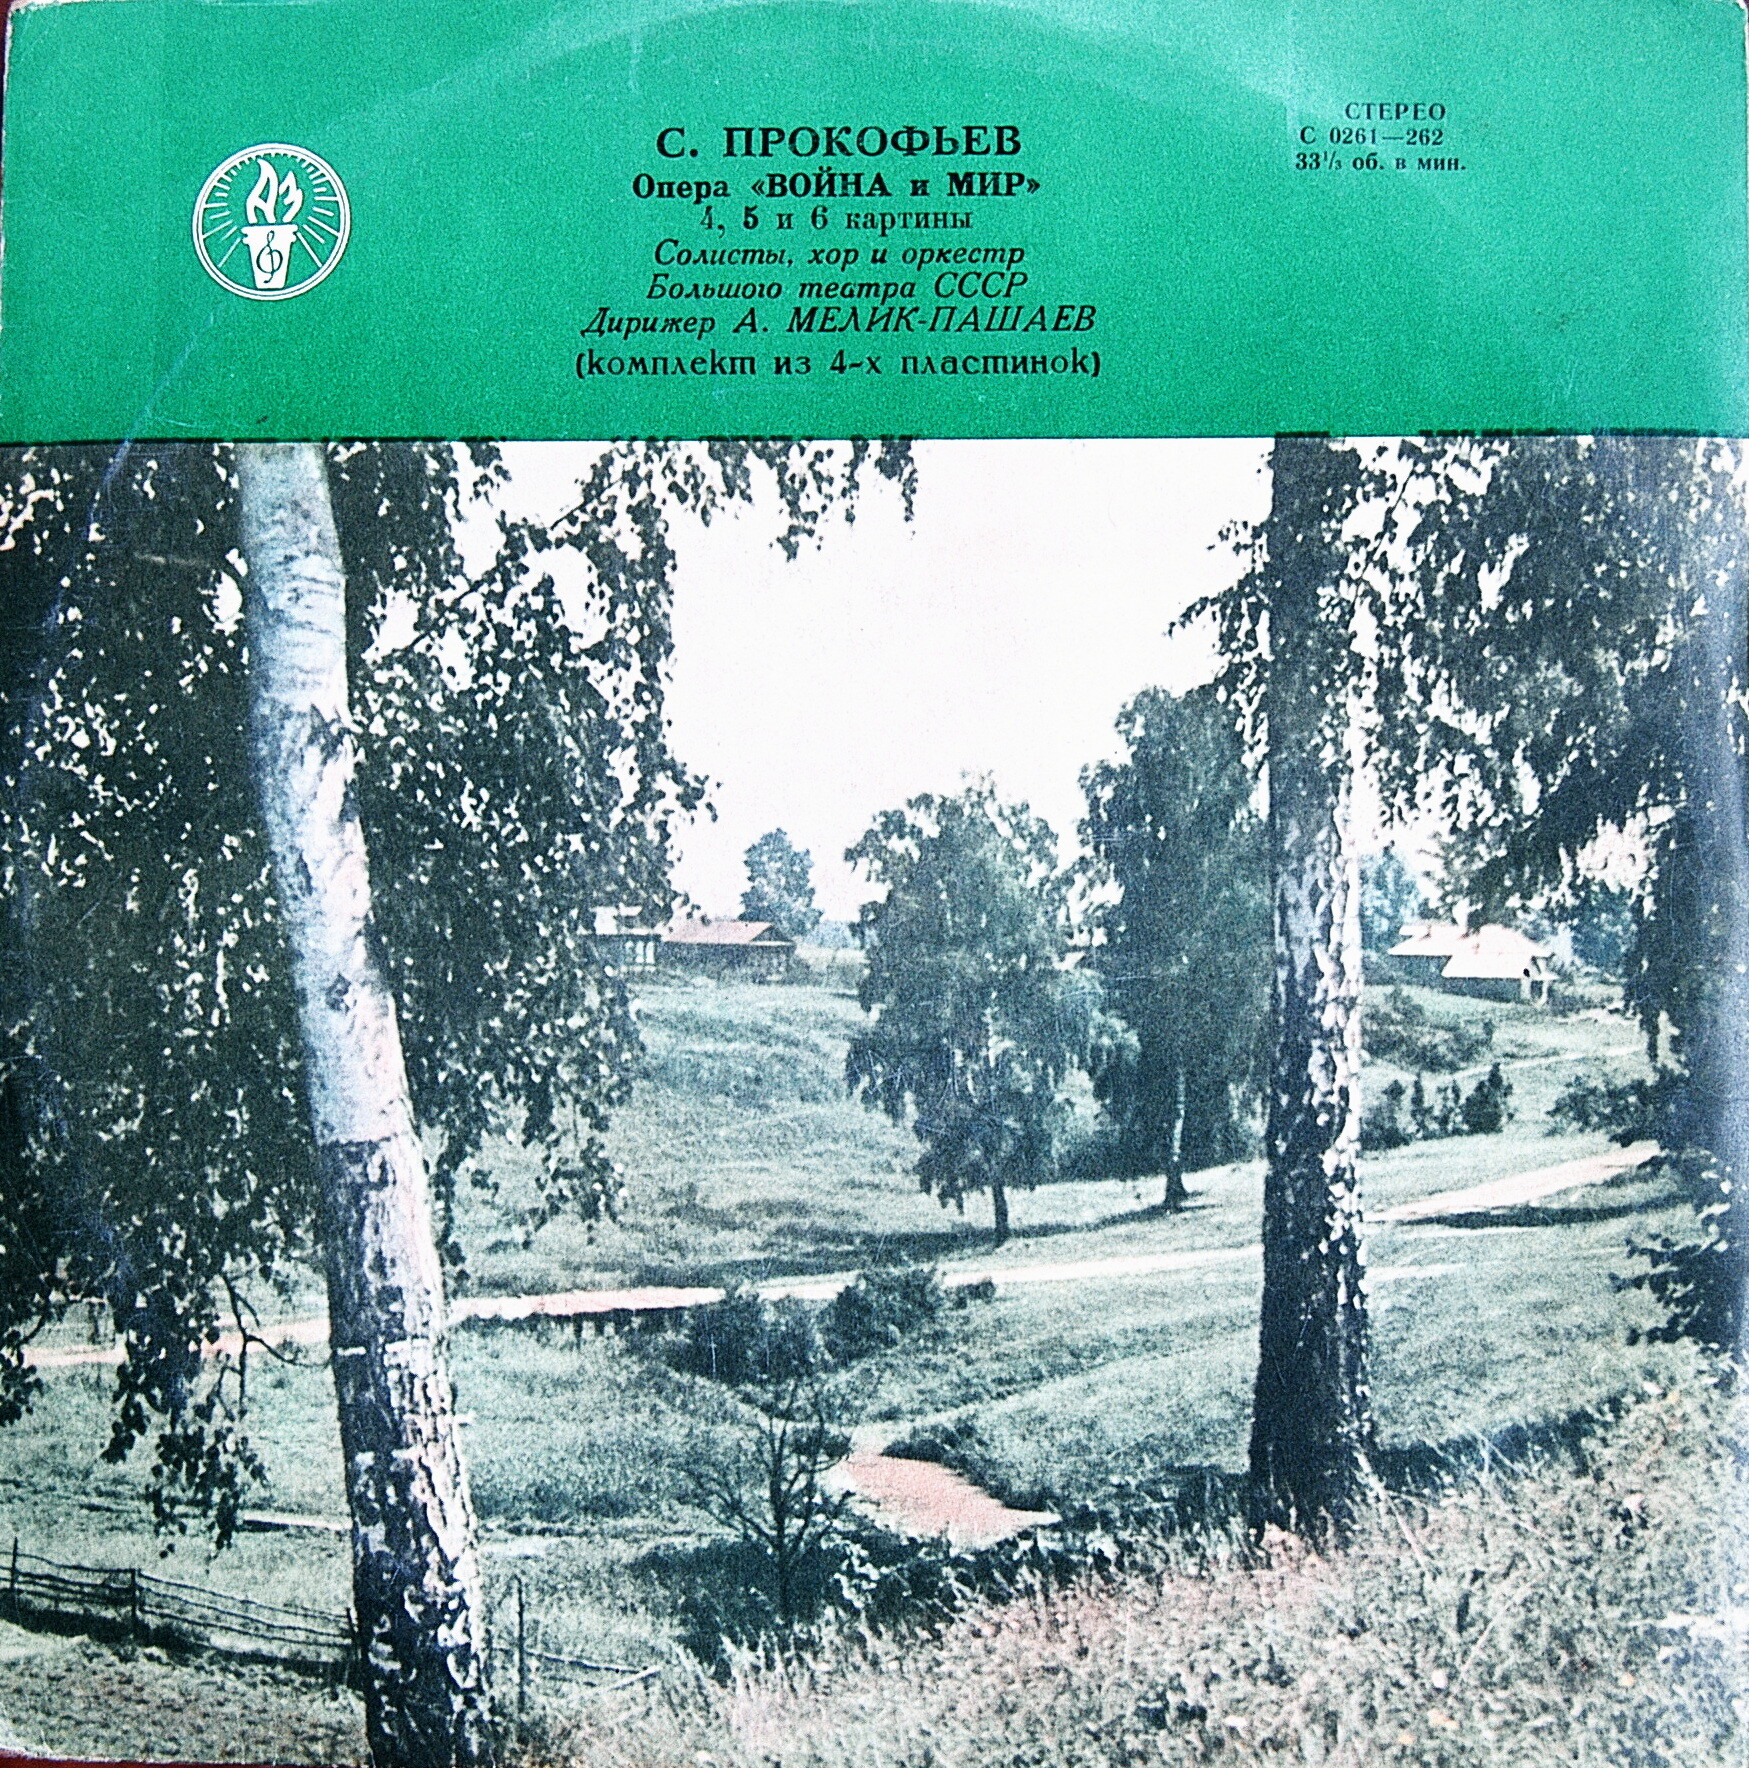 С. ПРОКОФЬЕВ
Опера «ВОЙНА и МИР»
4, 5 и 6 картины
Солисты, хор и оркестр
Большого театра СССР
Дирижер А. МЕЛИК-ПАШАЕВ
(комплект из 4-х пластинок)
СТЕРЕО
С 0261—262
33⅓ об. в мин.
АЗ